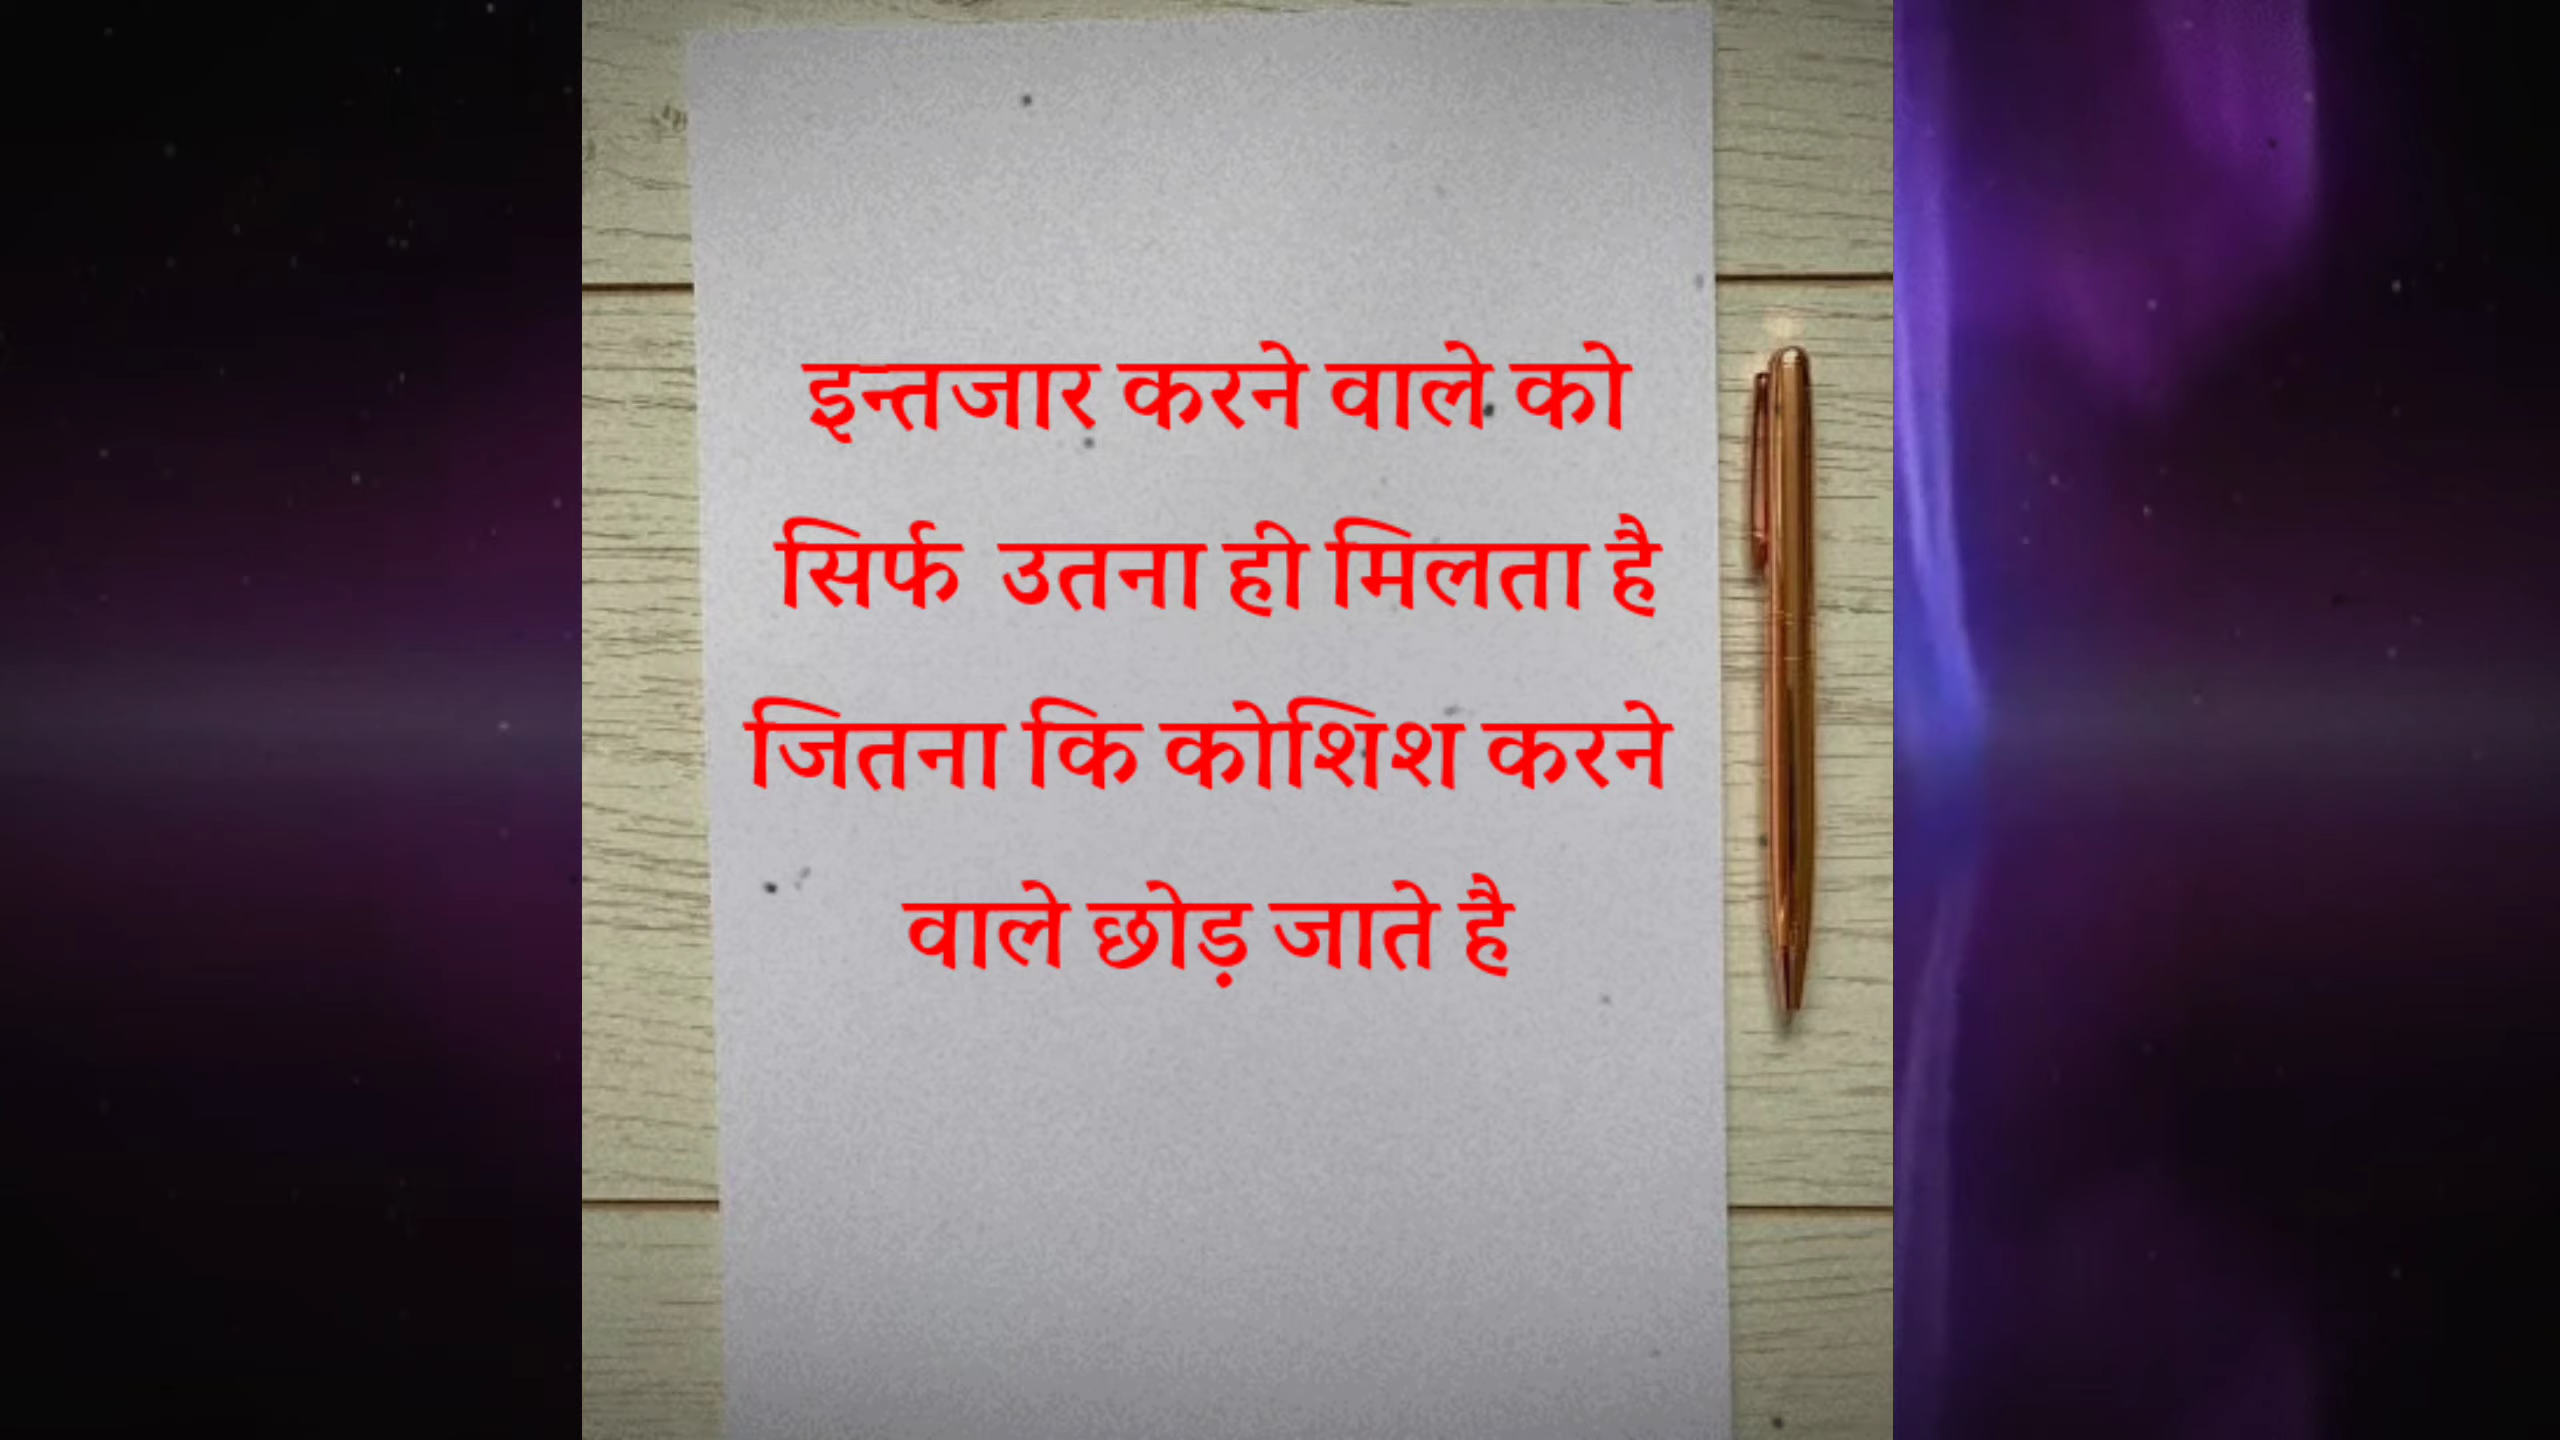 इन्तजार करने वाले को
सिर्फ उतना ही मिलता है
जितना कि कोशिश करने
वाले छोड़ जाते है